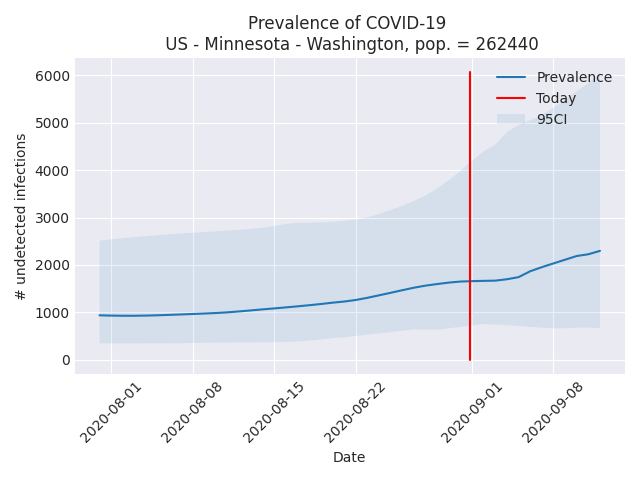 Prevalence of COVID-19
US - Minnesota - Washington, pop. = 262440
Prevalence
Today
95CI
6000
5000
4000
3000
2000
1000
0
# undetected infections
2020-08-01
2020-08-08
2020-08-15
2020-08-22
2020-09-01
2020-09-08
Date